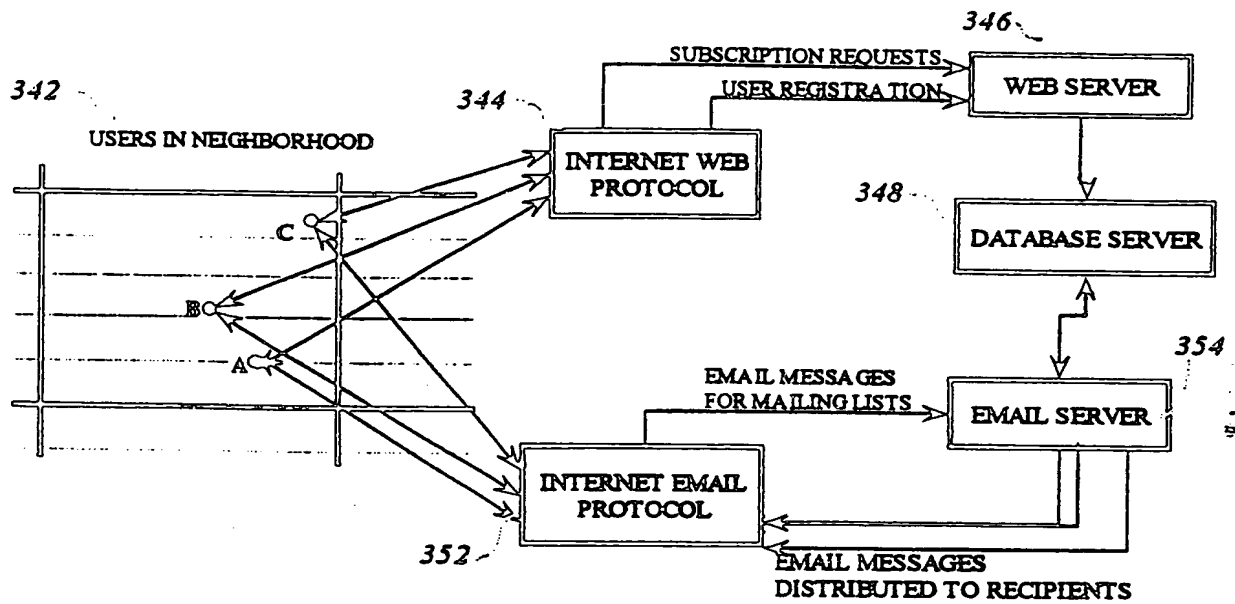 346
SUBSCRIPTION REQUESTS
WEB SERVER
342
344
USER REGISTRATION
USERS IN NEIGHBORHOOD
INTERNET WEB
PROTOCOL
348
C
DATABASE SERVER
B
A
354
EMAIL MESSAGES
FOR MAILING LISTS
EMAIL SERVER
INTERNET EMAIL
PROTOCOL
352
EMAIL MESSAGES
DISTRIBUTED TO RECIPIENTS